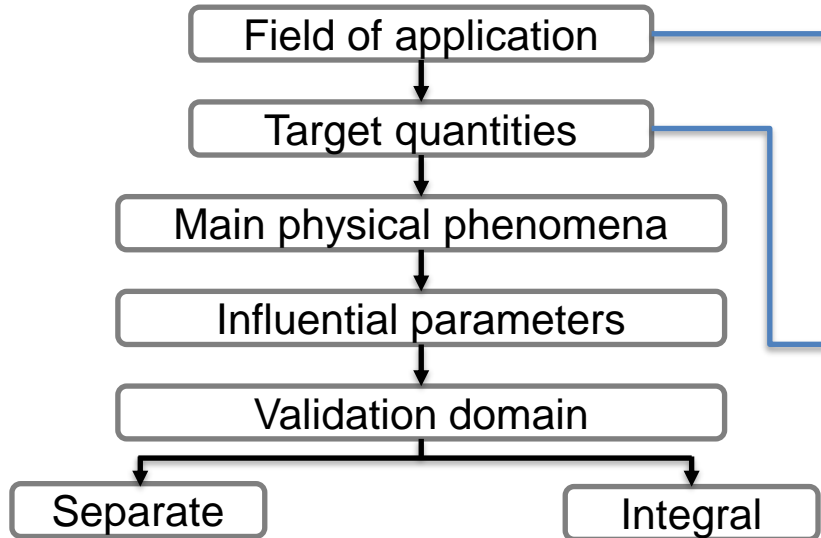 Field of application
Target quantities
Main physical phenomena
Influential parameters
Validation domain
Separate
Integral